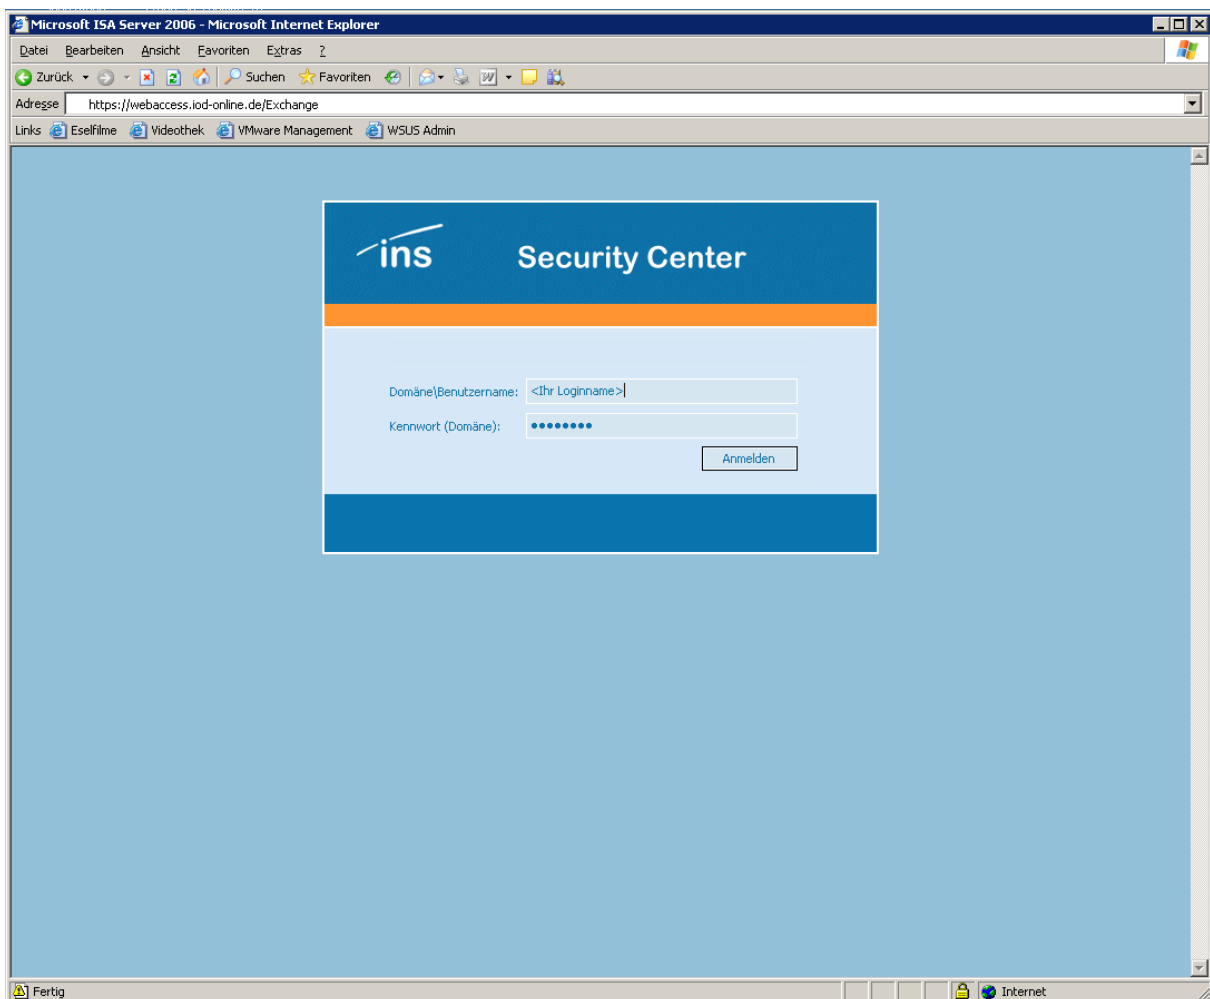 Microsoft ISA Server 2006 - Microsoft Internet Explorer
Datei Bearbeiten Ansicht Favoriten Extras ?
Zurück Suchen Favoriten
Adresse https://webaccess.iod-online.de/Exchange
Links Eselfilme Videothek VMware Management WSUS Admin
ins Security Center
Domäne\Benutzername: <Ihr Loginname>
Kennwort (Domäne): ••••••••
Anmelden
Fertig Internet